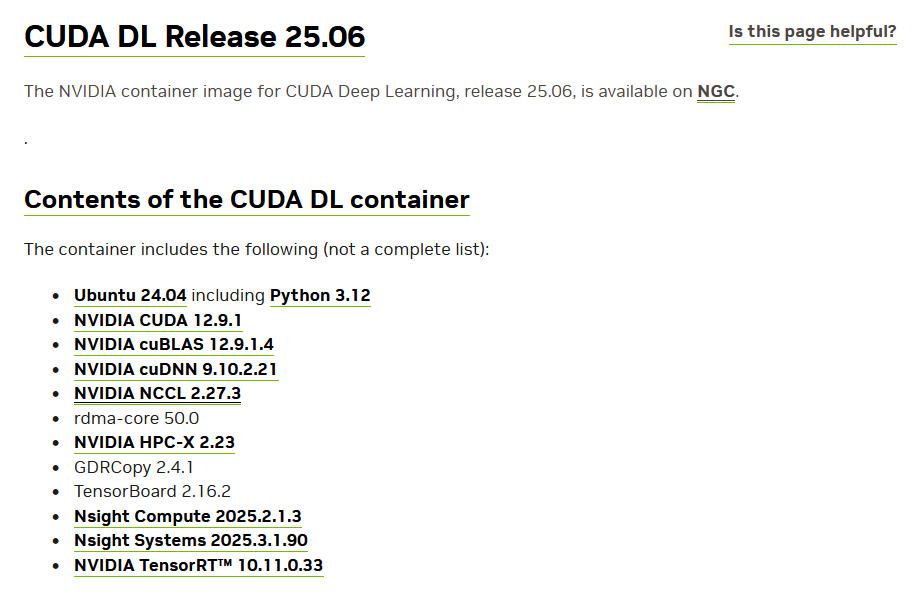 CUDA DL Release 25.06
Is this page helpful?
The NVIDIA container image for CUDA Deep Learning, release 25.06, is available on NGC.
.
Contents of the CUDA DL container
The container includes the following (not a complete list):
• Ubuntu 24.04 including Python 3.12
• NVIDIA CUDA 12.9.1
• NVIDIA cuBLAS 12.9.1.4
• NVIDIA cuDNN 9.10.2.21
• NVIDIA NCCL 2.27.3
• rdma-core 50.0
• NVIDIA HPC-X 2.23
• GDRCopy 2.4.1
• TensorBoard 2.16.2
• Nsight Compute 2025.2.1.3
• Nsight Systems 2025.3.1.90
• NVIDIA TensorRT™ 10.11.0.33